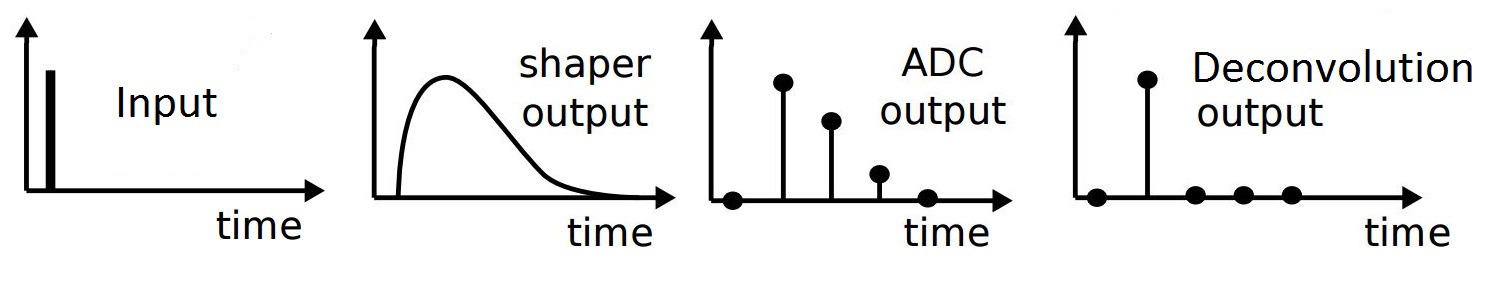 Input
time
shaper
output
time
ADC
output
time
Deconvolution
output
time